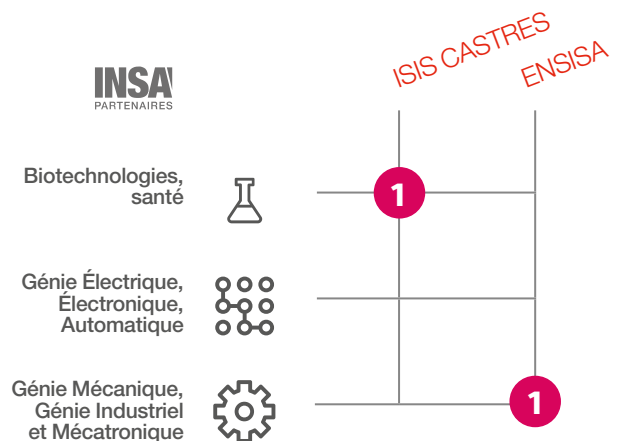 ISIS CASTRES
ENSISA
INSA
PARTENAIRES
Biotechnologies,
santé
1
Génie Électrique,
Électronique,
Automatique
Génie Mécanique,
Génie Industriel
et Mécatronique
1